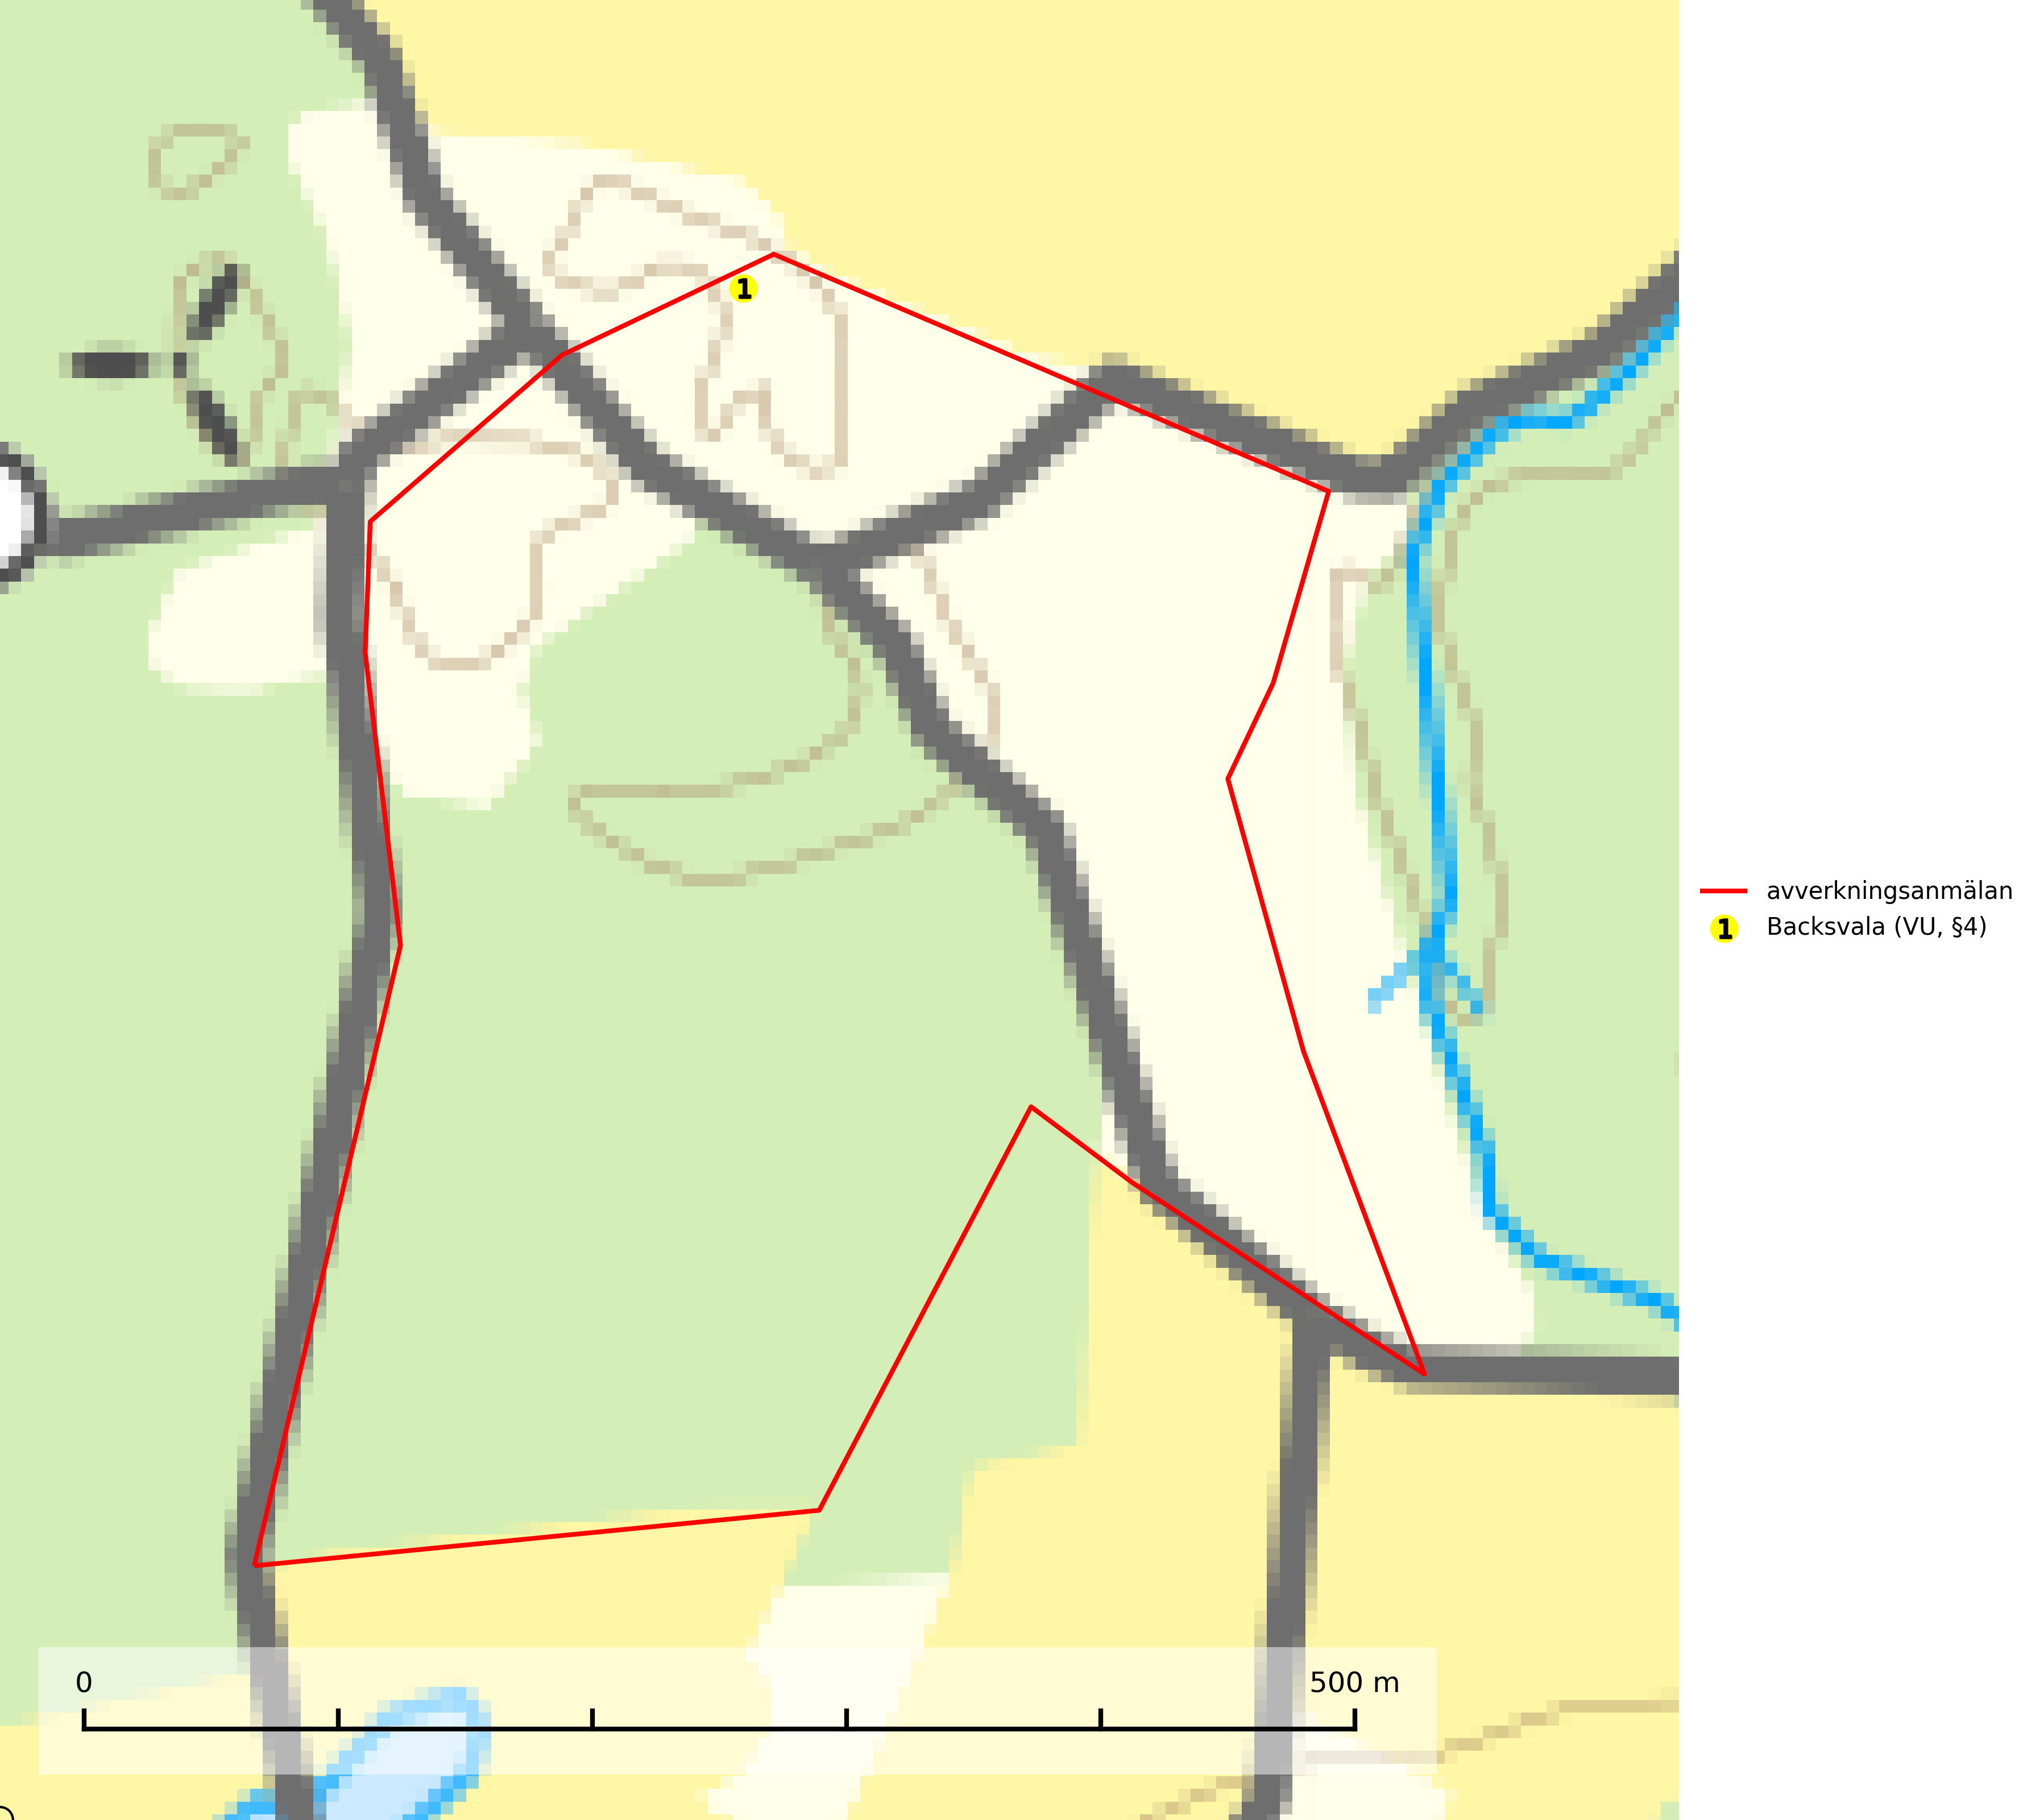 1
avverkningsanmälan
1 Backsvala (VU, §4)
0 500 m